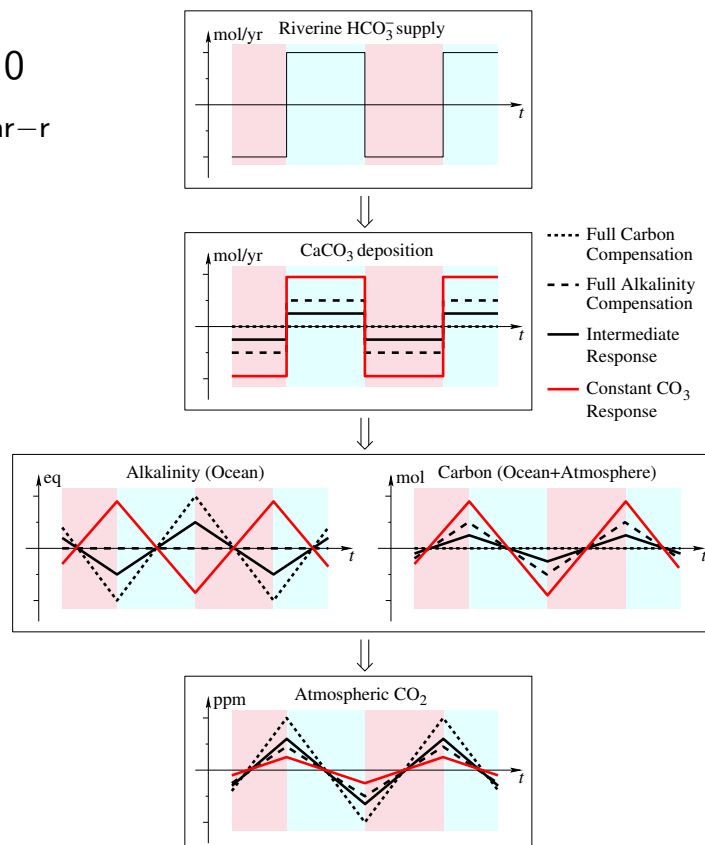 0
ar−r
Riverine HCO₃⁻ supply
mol/yr
t
CaCO₃ deposition
mol/yr
t
Full Carbon
Compensation
Full Alkalinity
Compensation
Intermediate
Response
Constant CO₃
Response
Alkalinity (Ocean)
eq
t
Carbon (Ocean+Atmosphere)
mol
t
Atmospheric CO₂
ppm
t